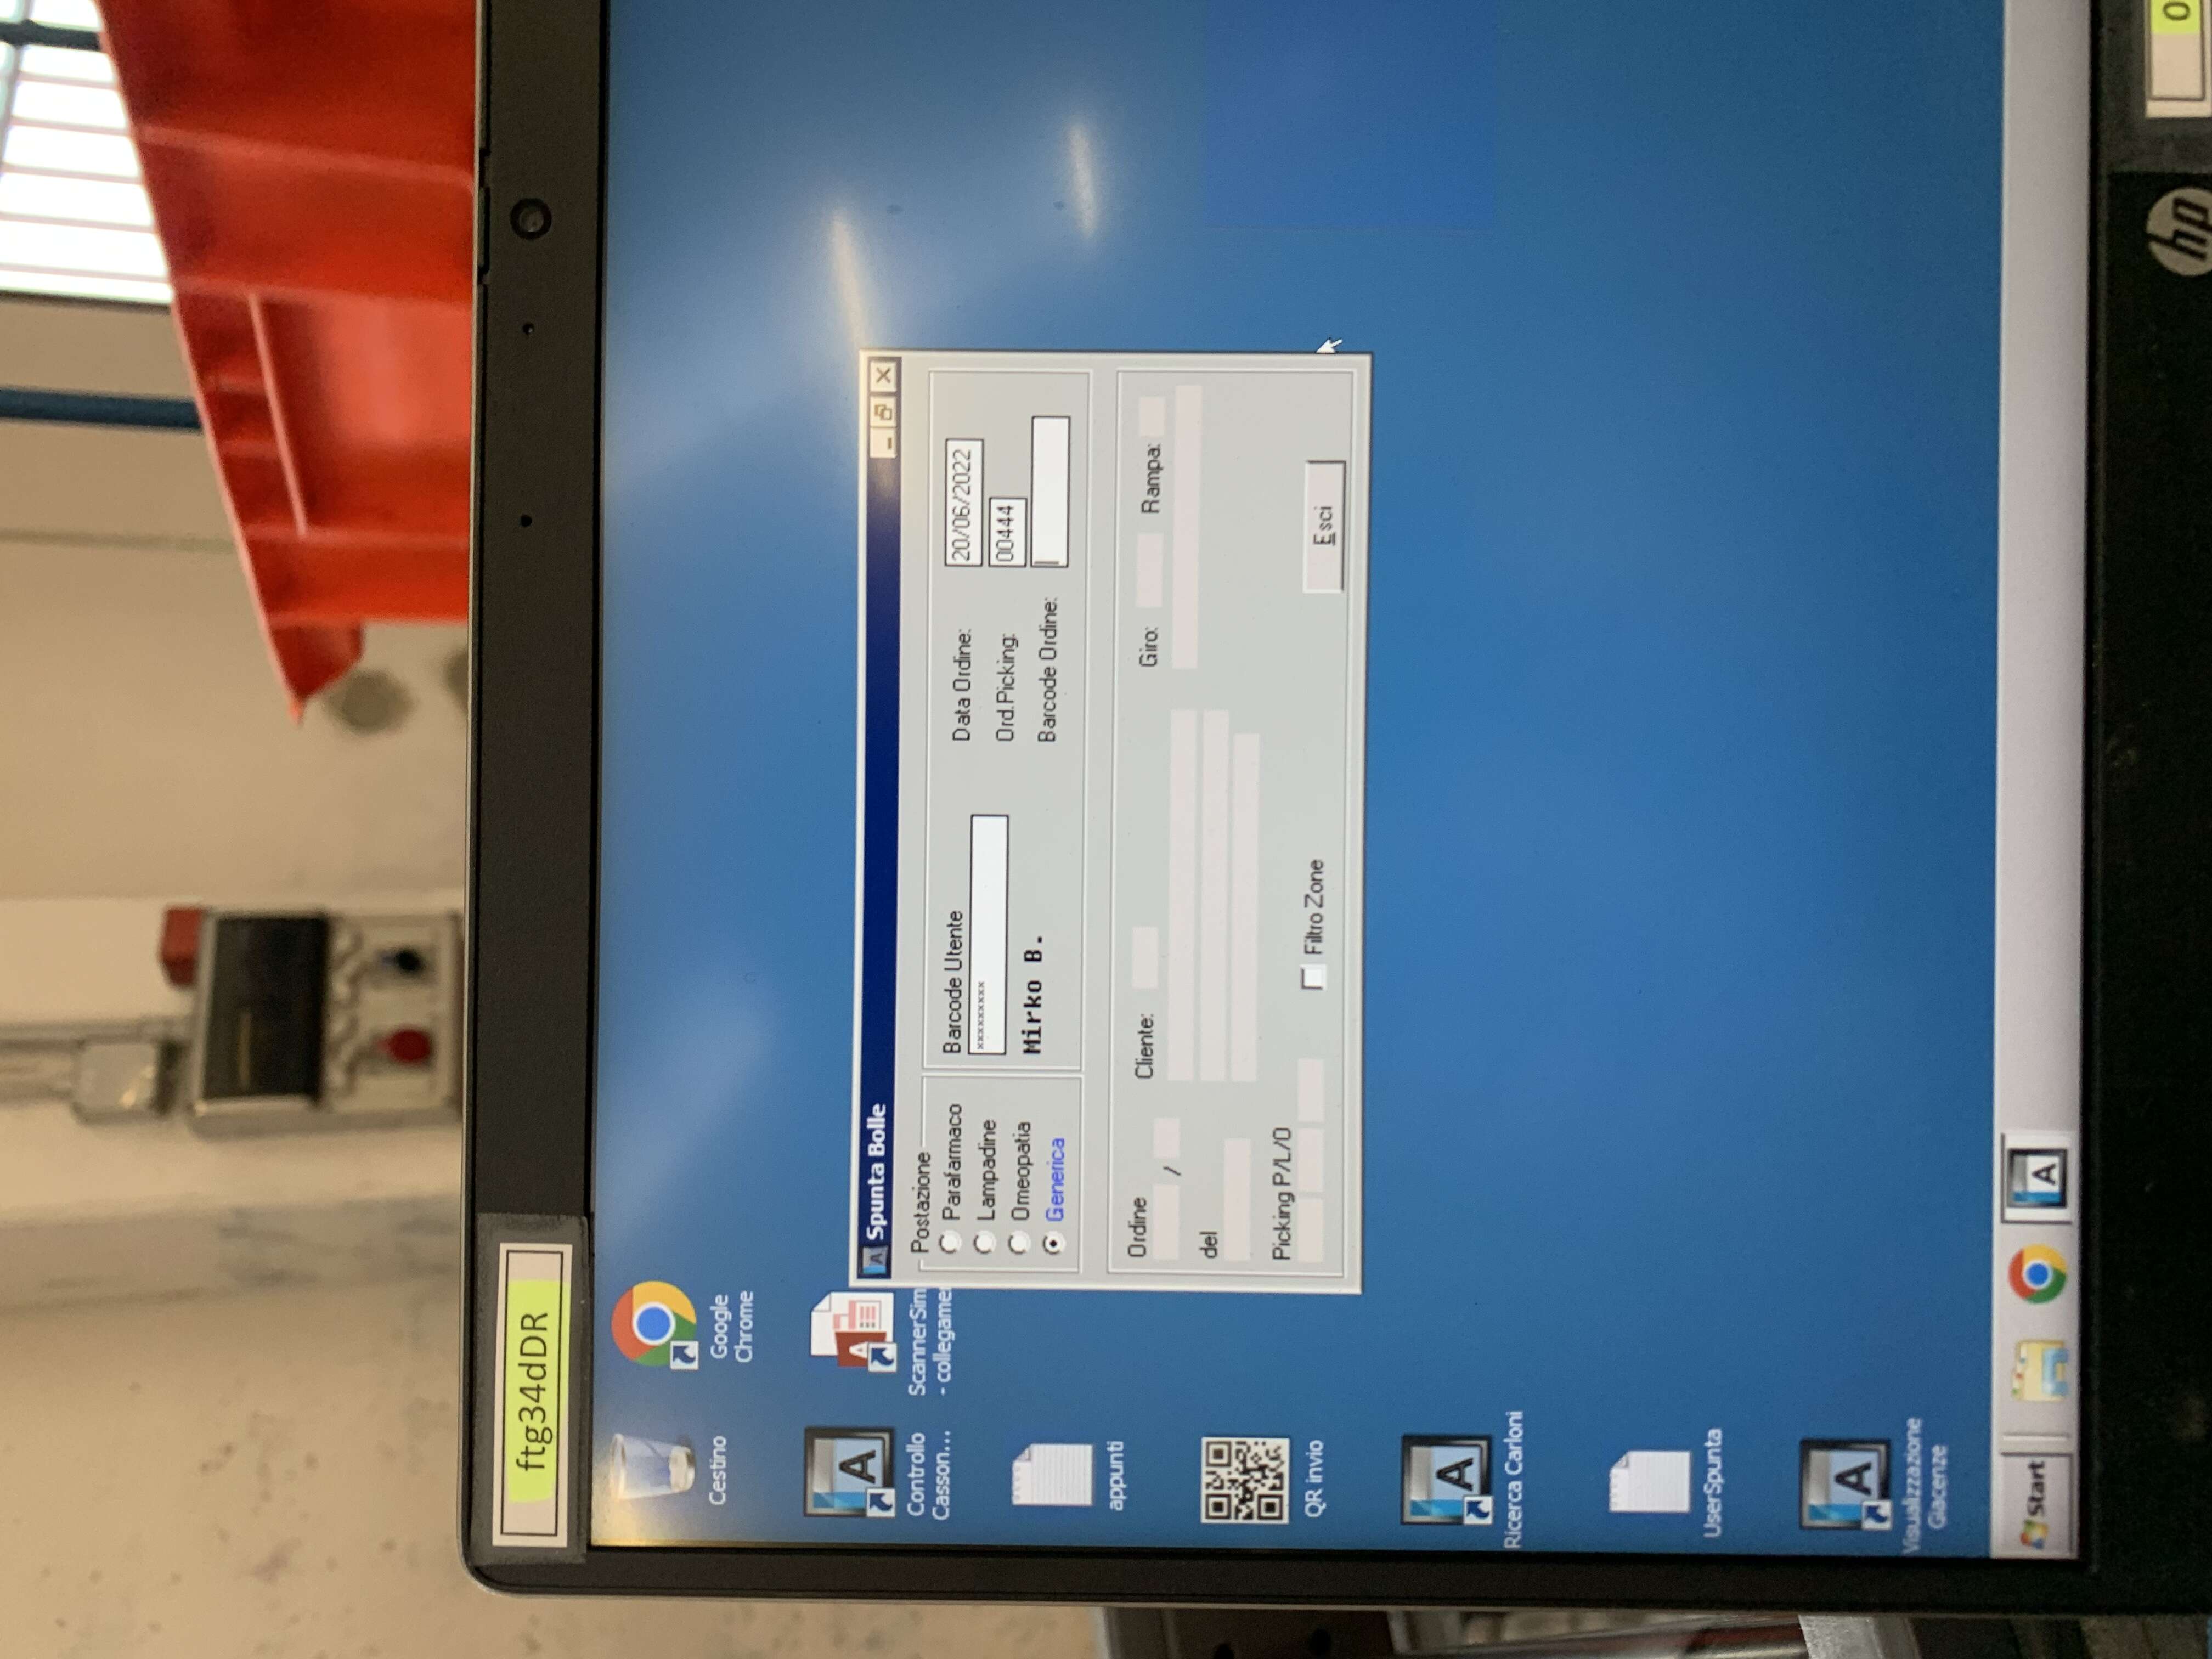 ftg34dDR
Cestino
Google
Chrome
Controllo
Casson...
ScannerSim
- collegamer
appunti
QR invio
Ricerca Carloni
UserSpunta
Visualizzazione
Giacenze
Spunta Bolle
Postazione
Parafarmaco
Lampadine
Omeopatia
Generica
Barcode Utente
×××××××××
Mirko B.
Data Ordine: 20/06/2022
Ord.Picking: 00444
Barcode Ordine:
Ordine
/
del
Picking P/L/O
Cliente:
Filtro Zone
Giro:
Rampa:
Esci
Start
hp
0